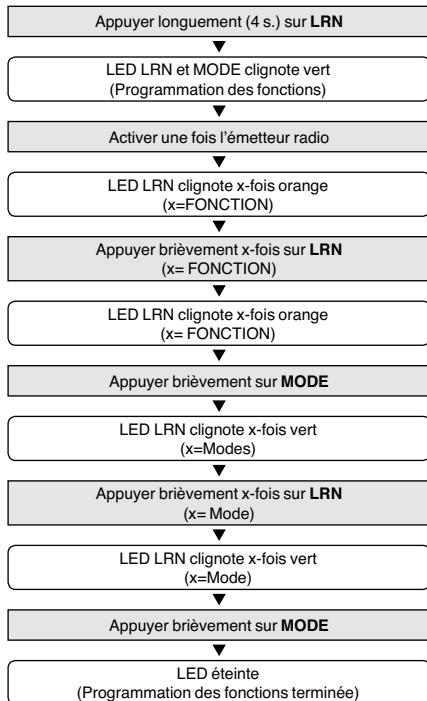 Appuyer longuement (4 s.) sur LRN
LED LRN et MODE clignote vert
(Programmation des fonctions)
Activer une fois l'émetteur radio
LED LRN clignote x-fois orange
(x=FONCTION)
Appuyer brièvement x-fois sur LRN
(x= FONCTION)
LED LRN clignote x-fois orange
(x= FONCTION)
Appuyer brièvement sur MODE
LED LRN clignote x-fois vert
(x=Modes)
Appuyer brièvement x-fois sur LRN
(x= Mode)
LED LRN clignote x-fois vert
(x=Mode)
Appuyer brièvement sur MODE
LED éteinte
(Programmation des fonctions terminée)